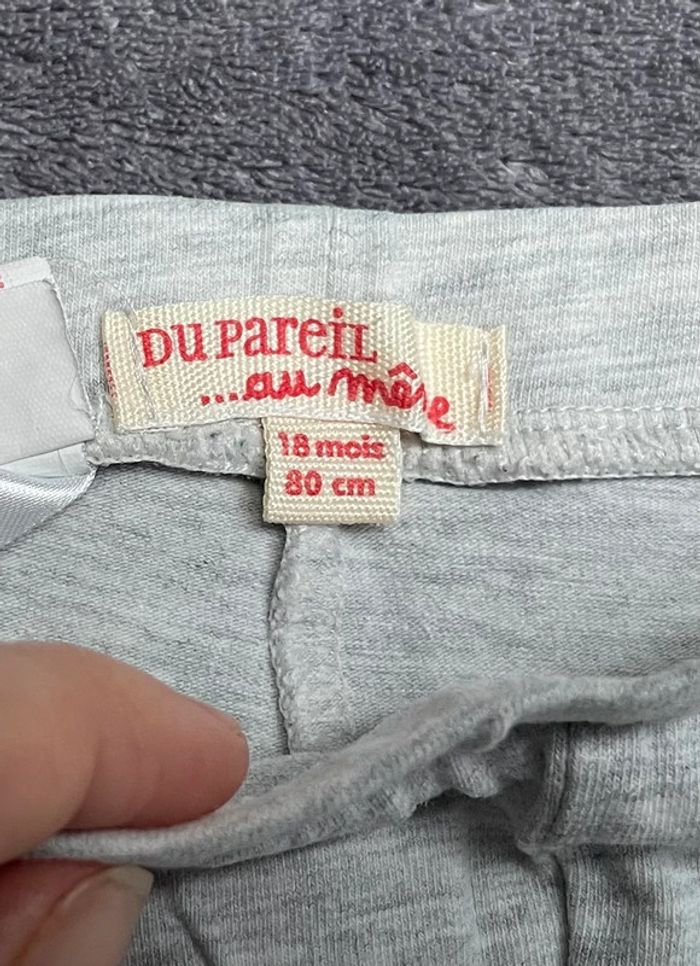 DU PAREIL
...au même
18 mois
80 cm